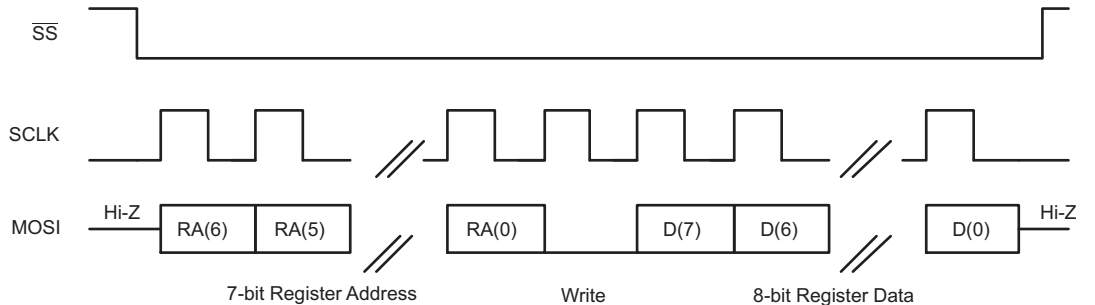 SS
SCLK
MOSI Hi-Z RA(6) RA(5) RA(0) D(7) D(6) D(0) Hi-Z
7-bit Register Address Write 8-bit Register Data